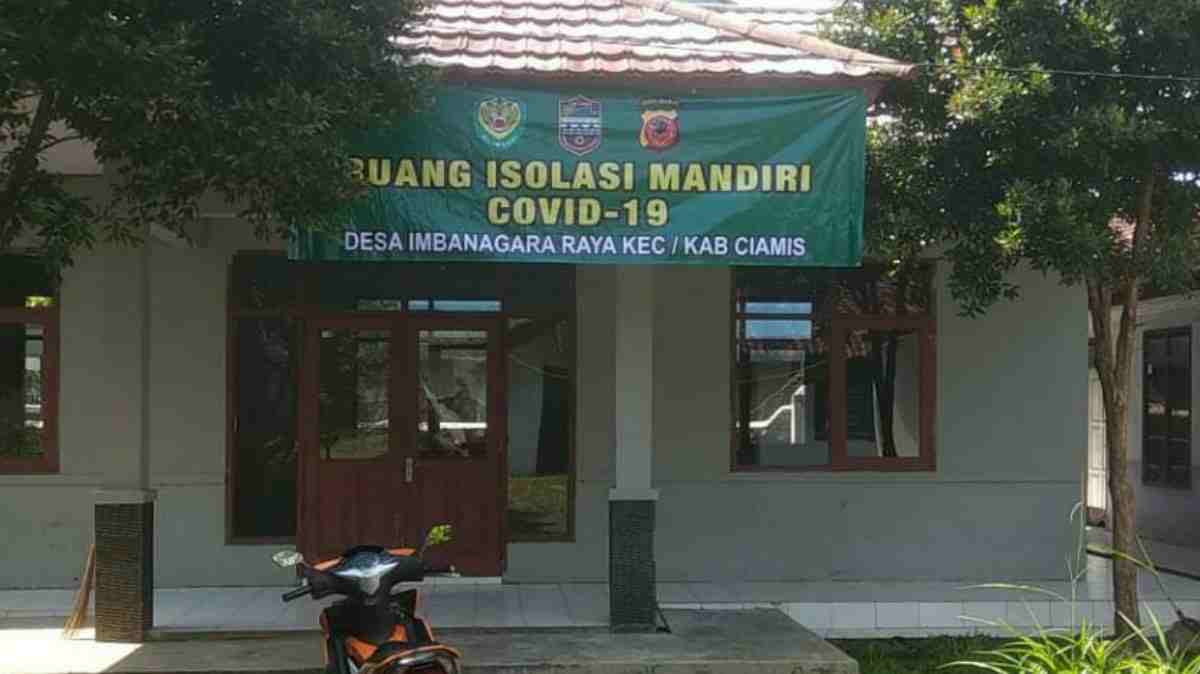 RUANG ISOLASI MANDIRI
COVID-19
DESA IMBANAGARA RAYA KEC / KAB CIAMIS